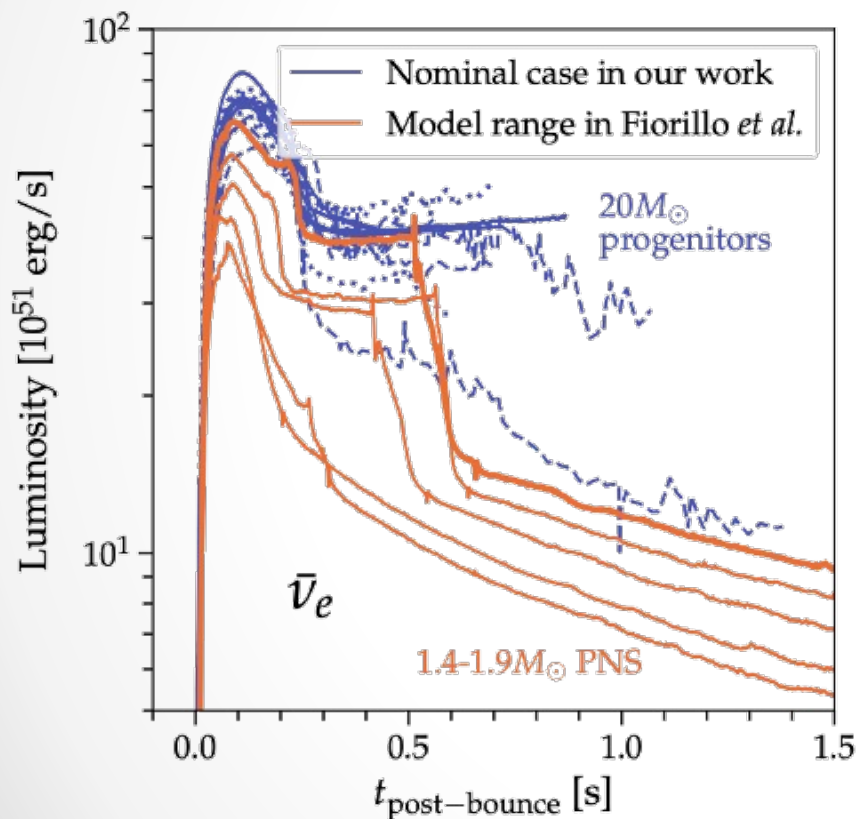 10²
Nominal case in our work
Model range in Fiorillo et al.
20M☉
progenitors
Luminosity [10⁵¹ erg/s]
10¹
ν̄ₑ
1.4-1.9M☉ PNS
0.0 0.5 1.0 1.5
t_post−bounce [s]